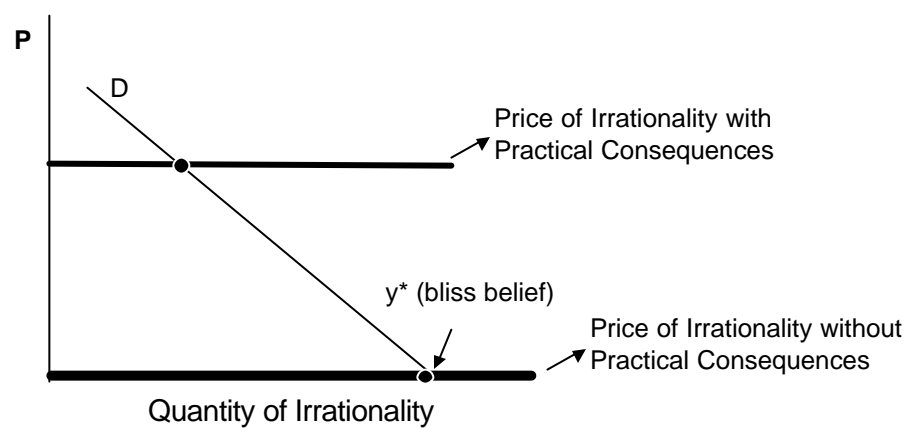 P
D
Price of Irrationality with
Practical Consequences
y* (bliss belief)
Price of Irrationality without
Practical Consequences
Quantity of Irrationality